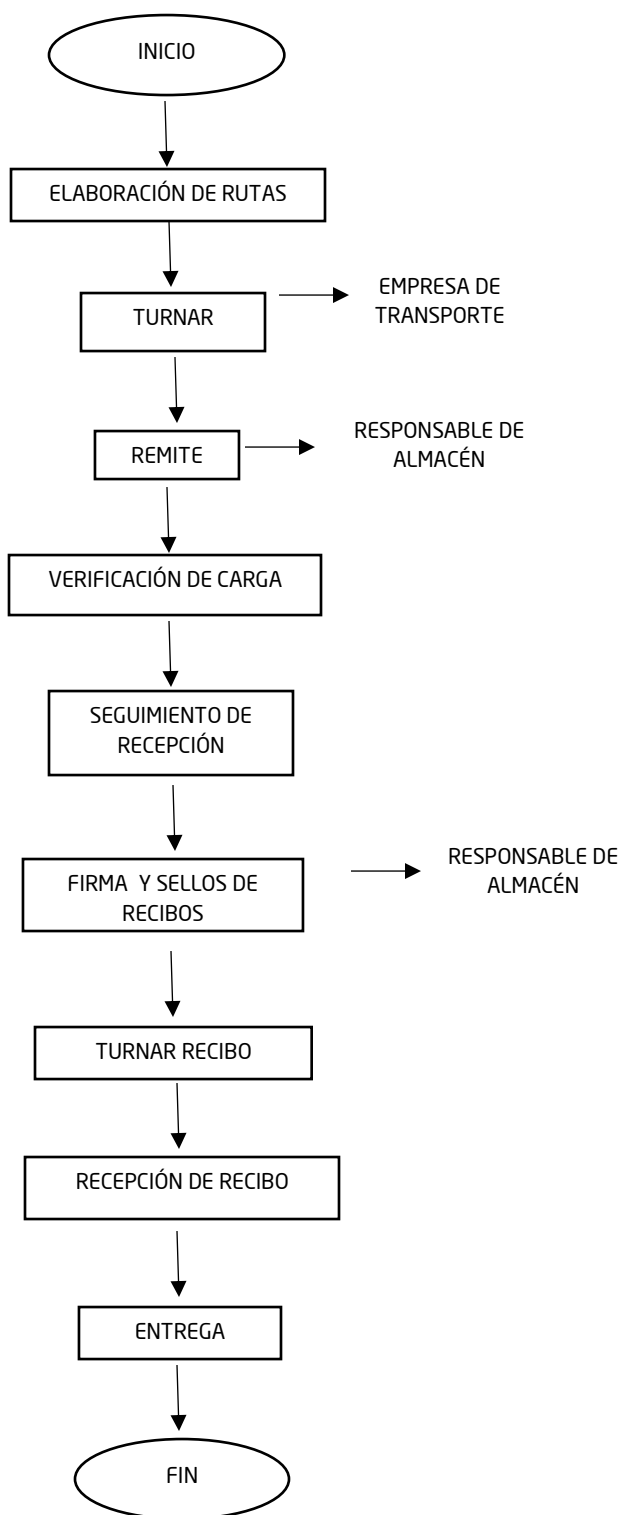 INICIO
ELABORACIÓN DE RUTAS
TURNAR
EMPRESA DE
TRANSPORTE
REMITE
RESPONSABLE DE
ALMACÉN
VERIFICACIÓN DE CARGA
SEGUIMIENTO DE
RECEPCIÓN
FIRMA Y SELLOS DE
RECIBOS
RESPONSABLE DE
ALMACÉN
TURNAR RECIBO
RECEPCIÓN DE RECIBO
ENTREGA
FIN